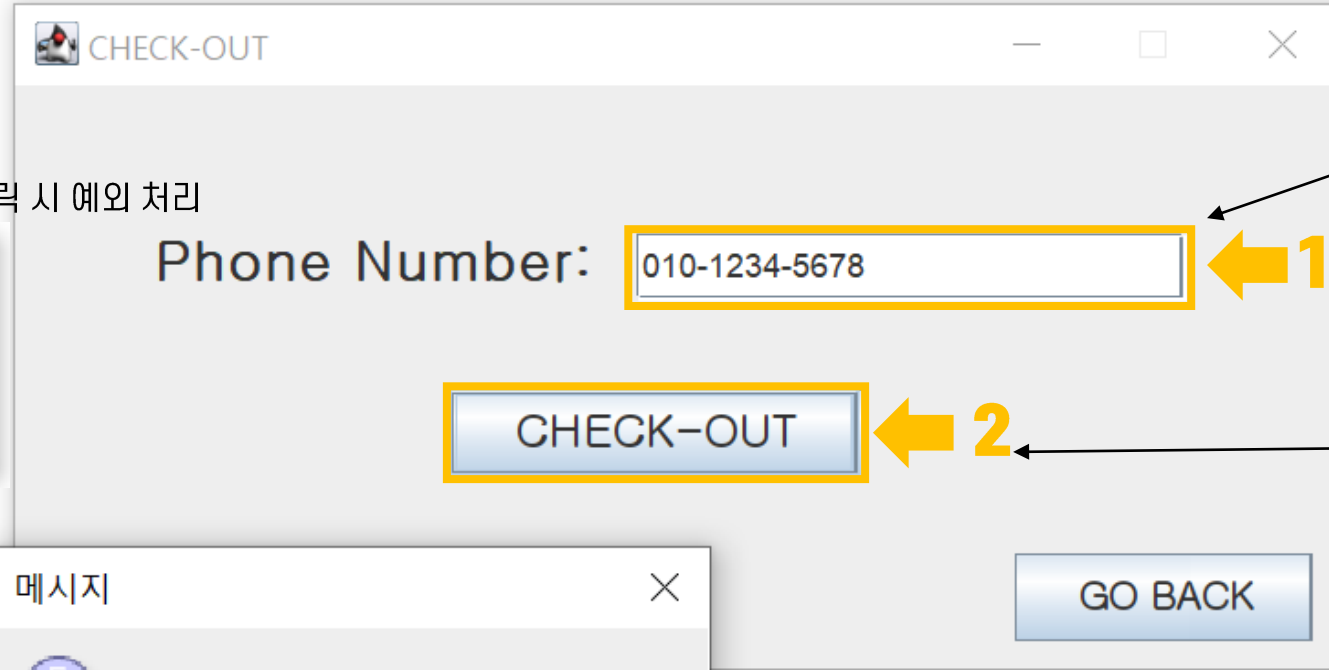 CHECK-OUT
시 예외 처리
Phone Number:
010-1234-5678
1
CHECK-OUT
2
메시지
GO BACK